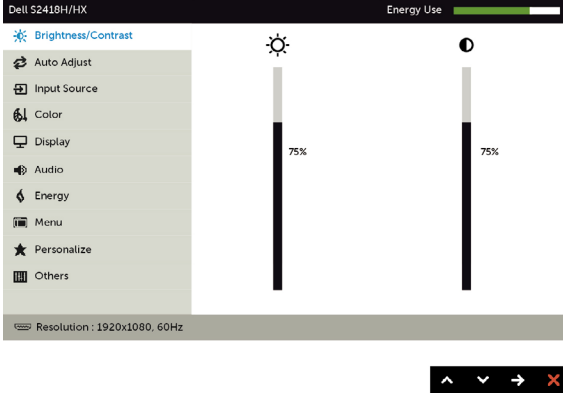 Dell S2418H/HX
Energy Use
Brightness/Contrast
Auto Adjust
Input Source
Color
Display
Audio
Energy
Menu
Personalize
Others
75%
75%
Resolution : 1920x1080, 60Hz